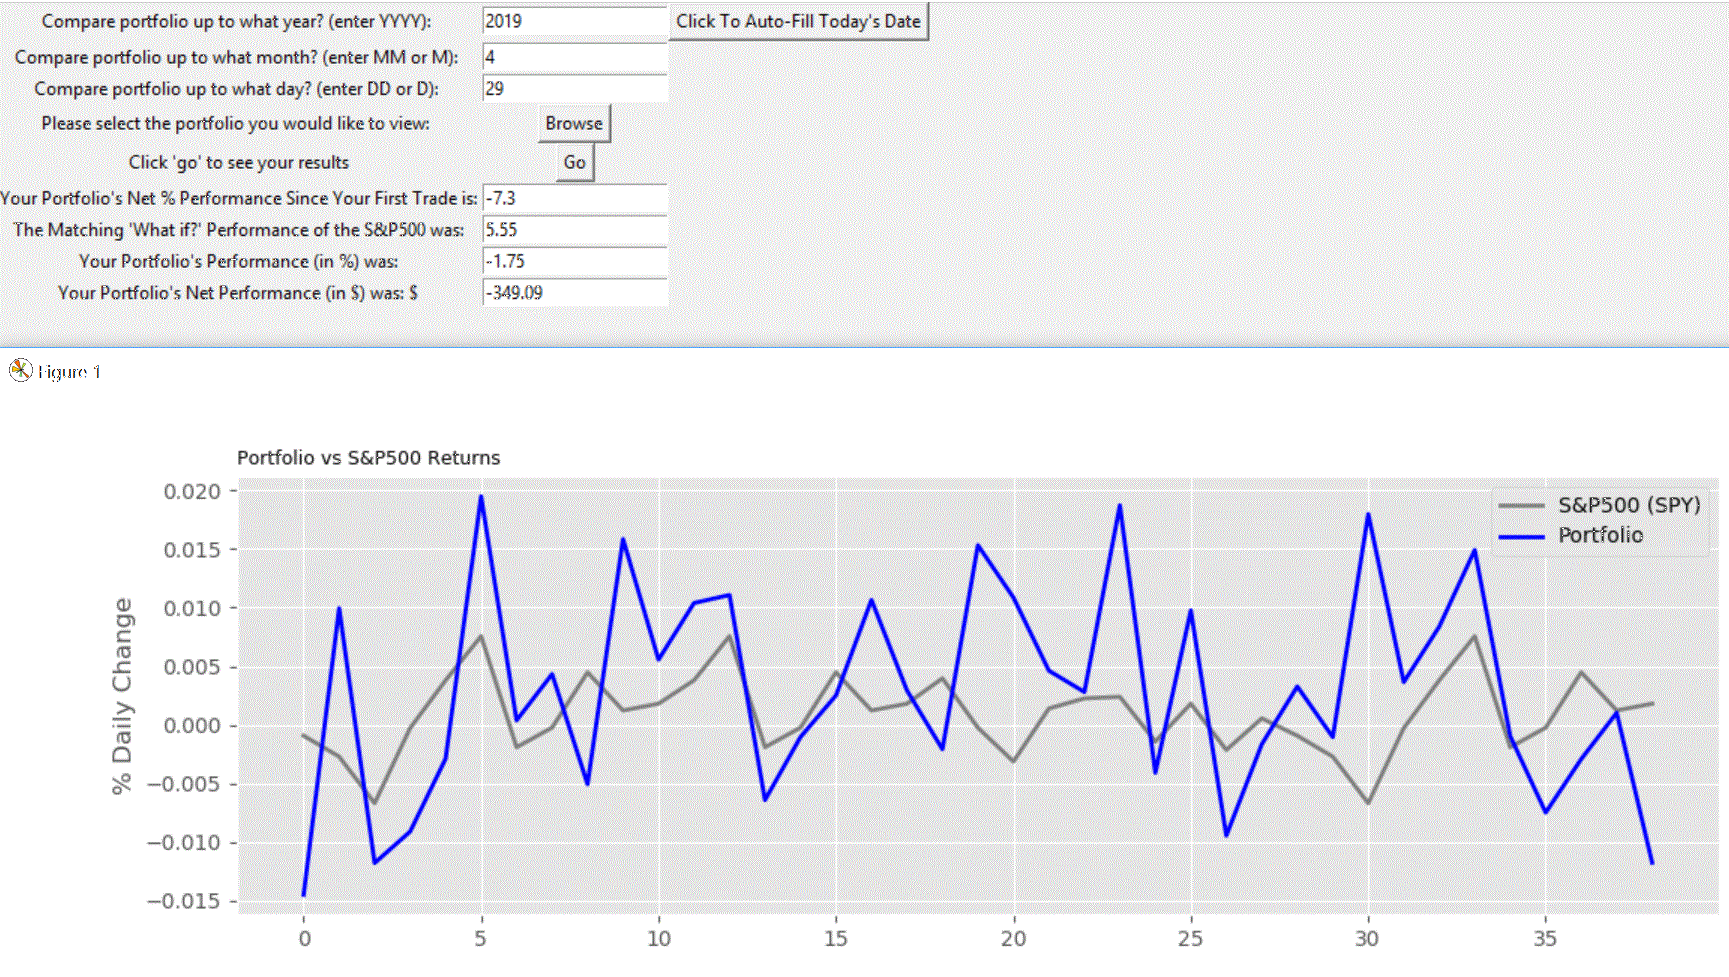 Compare portfolio up to what year? (enter YYYY): 2019 Click To Auto-Fill Today's Date
Compare portfolio up to what month? (enter MM or M): 4
Compare portfolio up to what day? (enter DD or D): 29
Please select the portfolio you would like to view: Browse
Click 'go' to see your results Go
Your Portfolio's Net % Performance Since Your First Trade is: -7.3
The Matching 'What if?' Performance of the S&P500 was: 5.55
Your Portfolio's Performance (in %) was: -1.75
Your Portfolio's Net Performance (in $) was: $ -349.09
Figure 1
Portfolio vs S&P500 Returns
S&P500 (SPY)
Portfolio
% Daily Change
0.020
0.015
0.010
0.005
0.000
−0.005
−0.010
−0.015
0 5 10 15 20 25 30 35